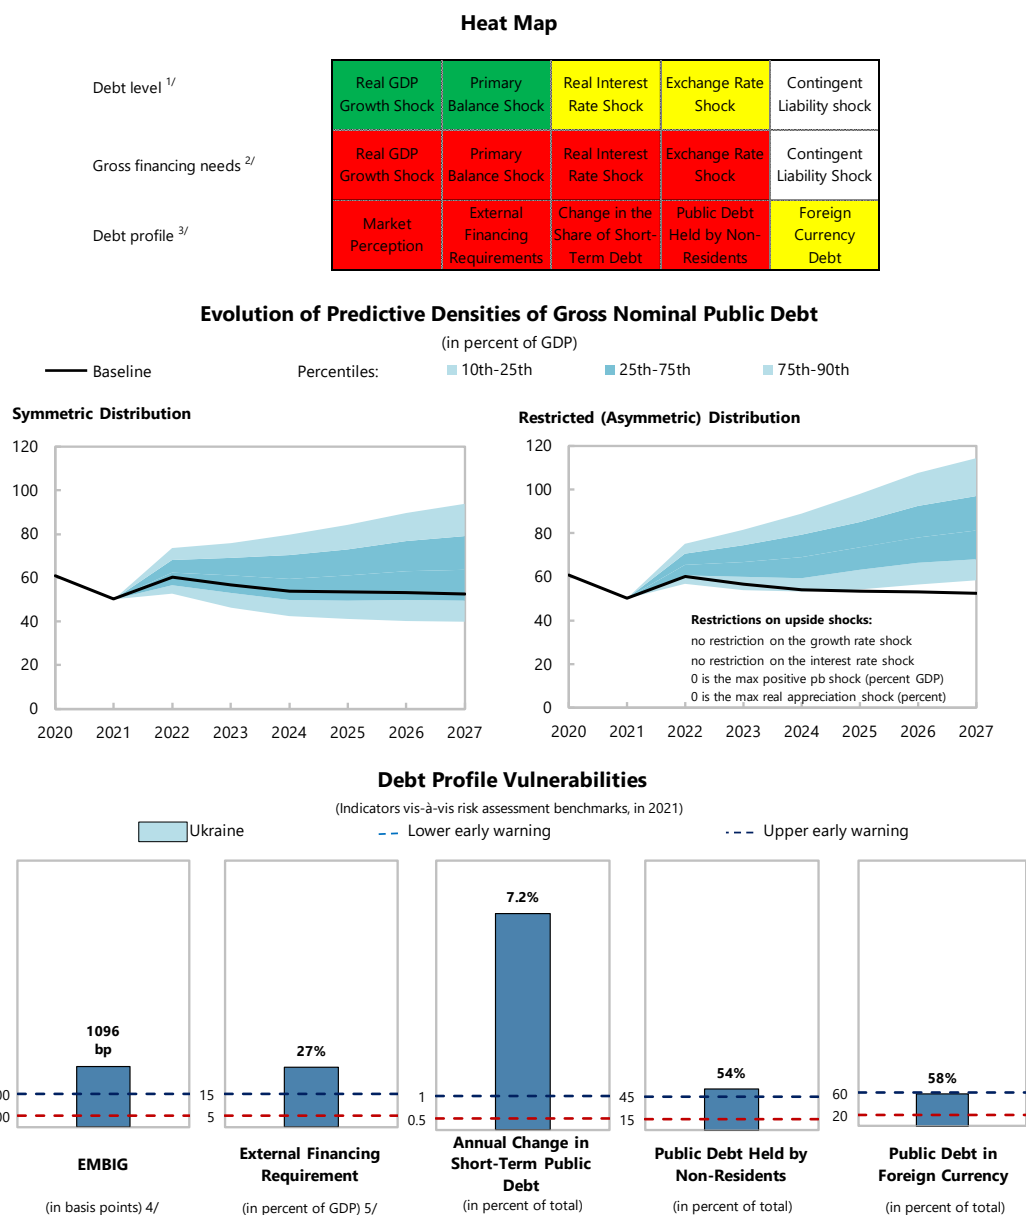 Heat Map
Debt level 1/
Real GDP Growth Shock
Primary Balance Shock
Real Interest Rate Shock
Exchange Rate Shock
Contingent Liability shock
Gross financing needs 2/
Real GDP Growth Shock
Primary Balance Shock
Real Interest Rate Shock
Exchange Rate Shock
Contingent Liability Shock
Debt profile 3/
Market Perception
External Financing Requirements
Change in the Share of Short-Term Debt
Public Debt Held by Non-Residents
Foreign Currency Debt
Evolution of Predictive Densities of Gross Nominal Public Debt
(in percent of GDP)
Baseline
Percentiles:
10th-25th
25th-75th
75th-90th
Symmetric Distribution
120
100
80
60
40
20
0
2020 2021 2022 2023 2024 2025 2026 2027
Restricted (Asymmetric) Distribution
120
100
80
60
40
20
0
Restrictions on upside shocks:
no restriction on the growth rate shock
no restriction on the interest rate shock
0 is the max positive pb shock (percent GDP)
0 is the max real appreciation shock (percent)
2020 2021 2022 2023 2024 2025 2026 2027
Debt Profile Vulnerabilities
(Indicators vis-à-vis risk assessment benchmarks, in 2021)
Ukraine
Lower early warning
Upper early warning
1096
bp
EMBIG
(in basis points) 4/
27%
15
5
External Financing
Requirement
(in percent of GDP) 5/
7.2%
1
0.5
Annual Change in
Short-Term Public
Debt
(in percent of total)
54%
45
15
Public Debt Held by
Non-Residents
(in percent of total)
58%
60
20
Public Debt in
Foreign Currency
(in percent of total)